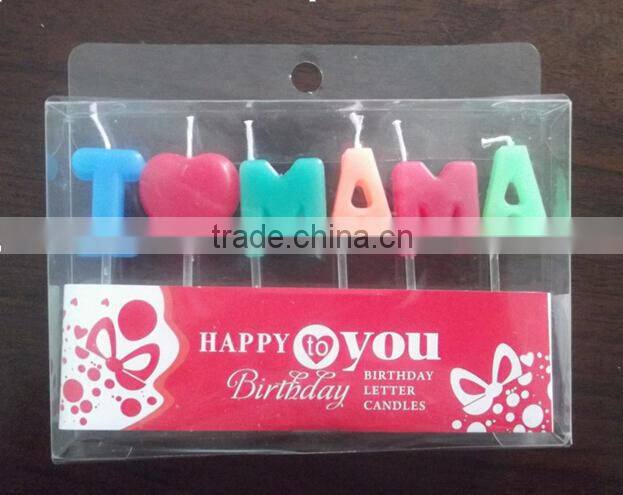 T MAMA
trade.china.cn
HAPPY to you
Birthday
BIRTHDAY
LETTER
CANDLES